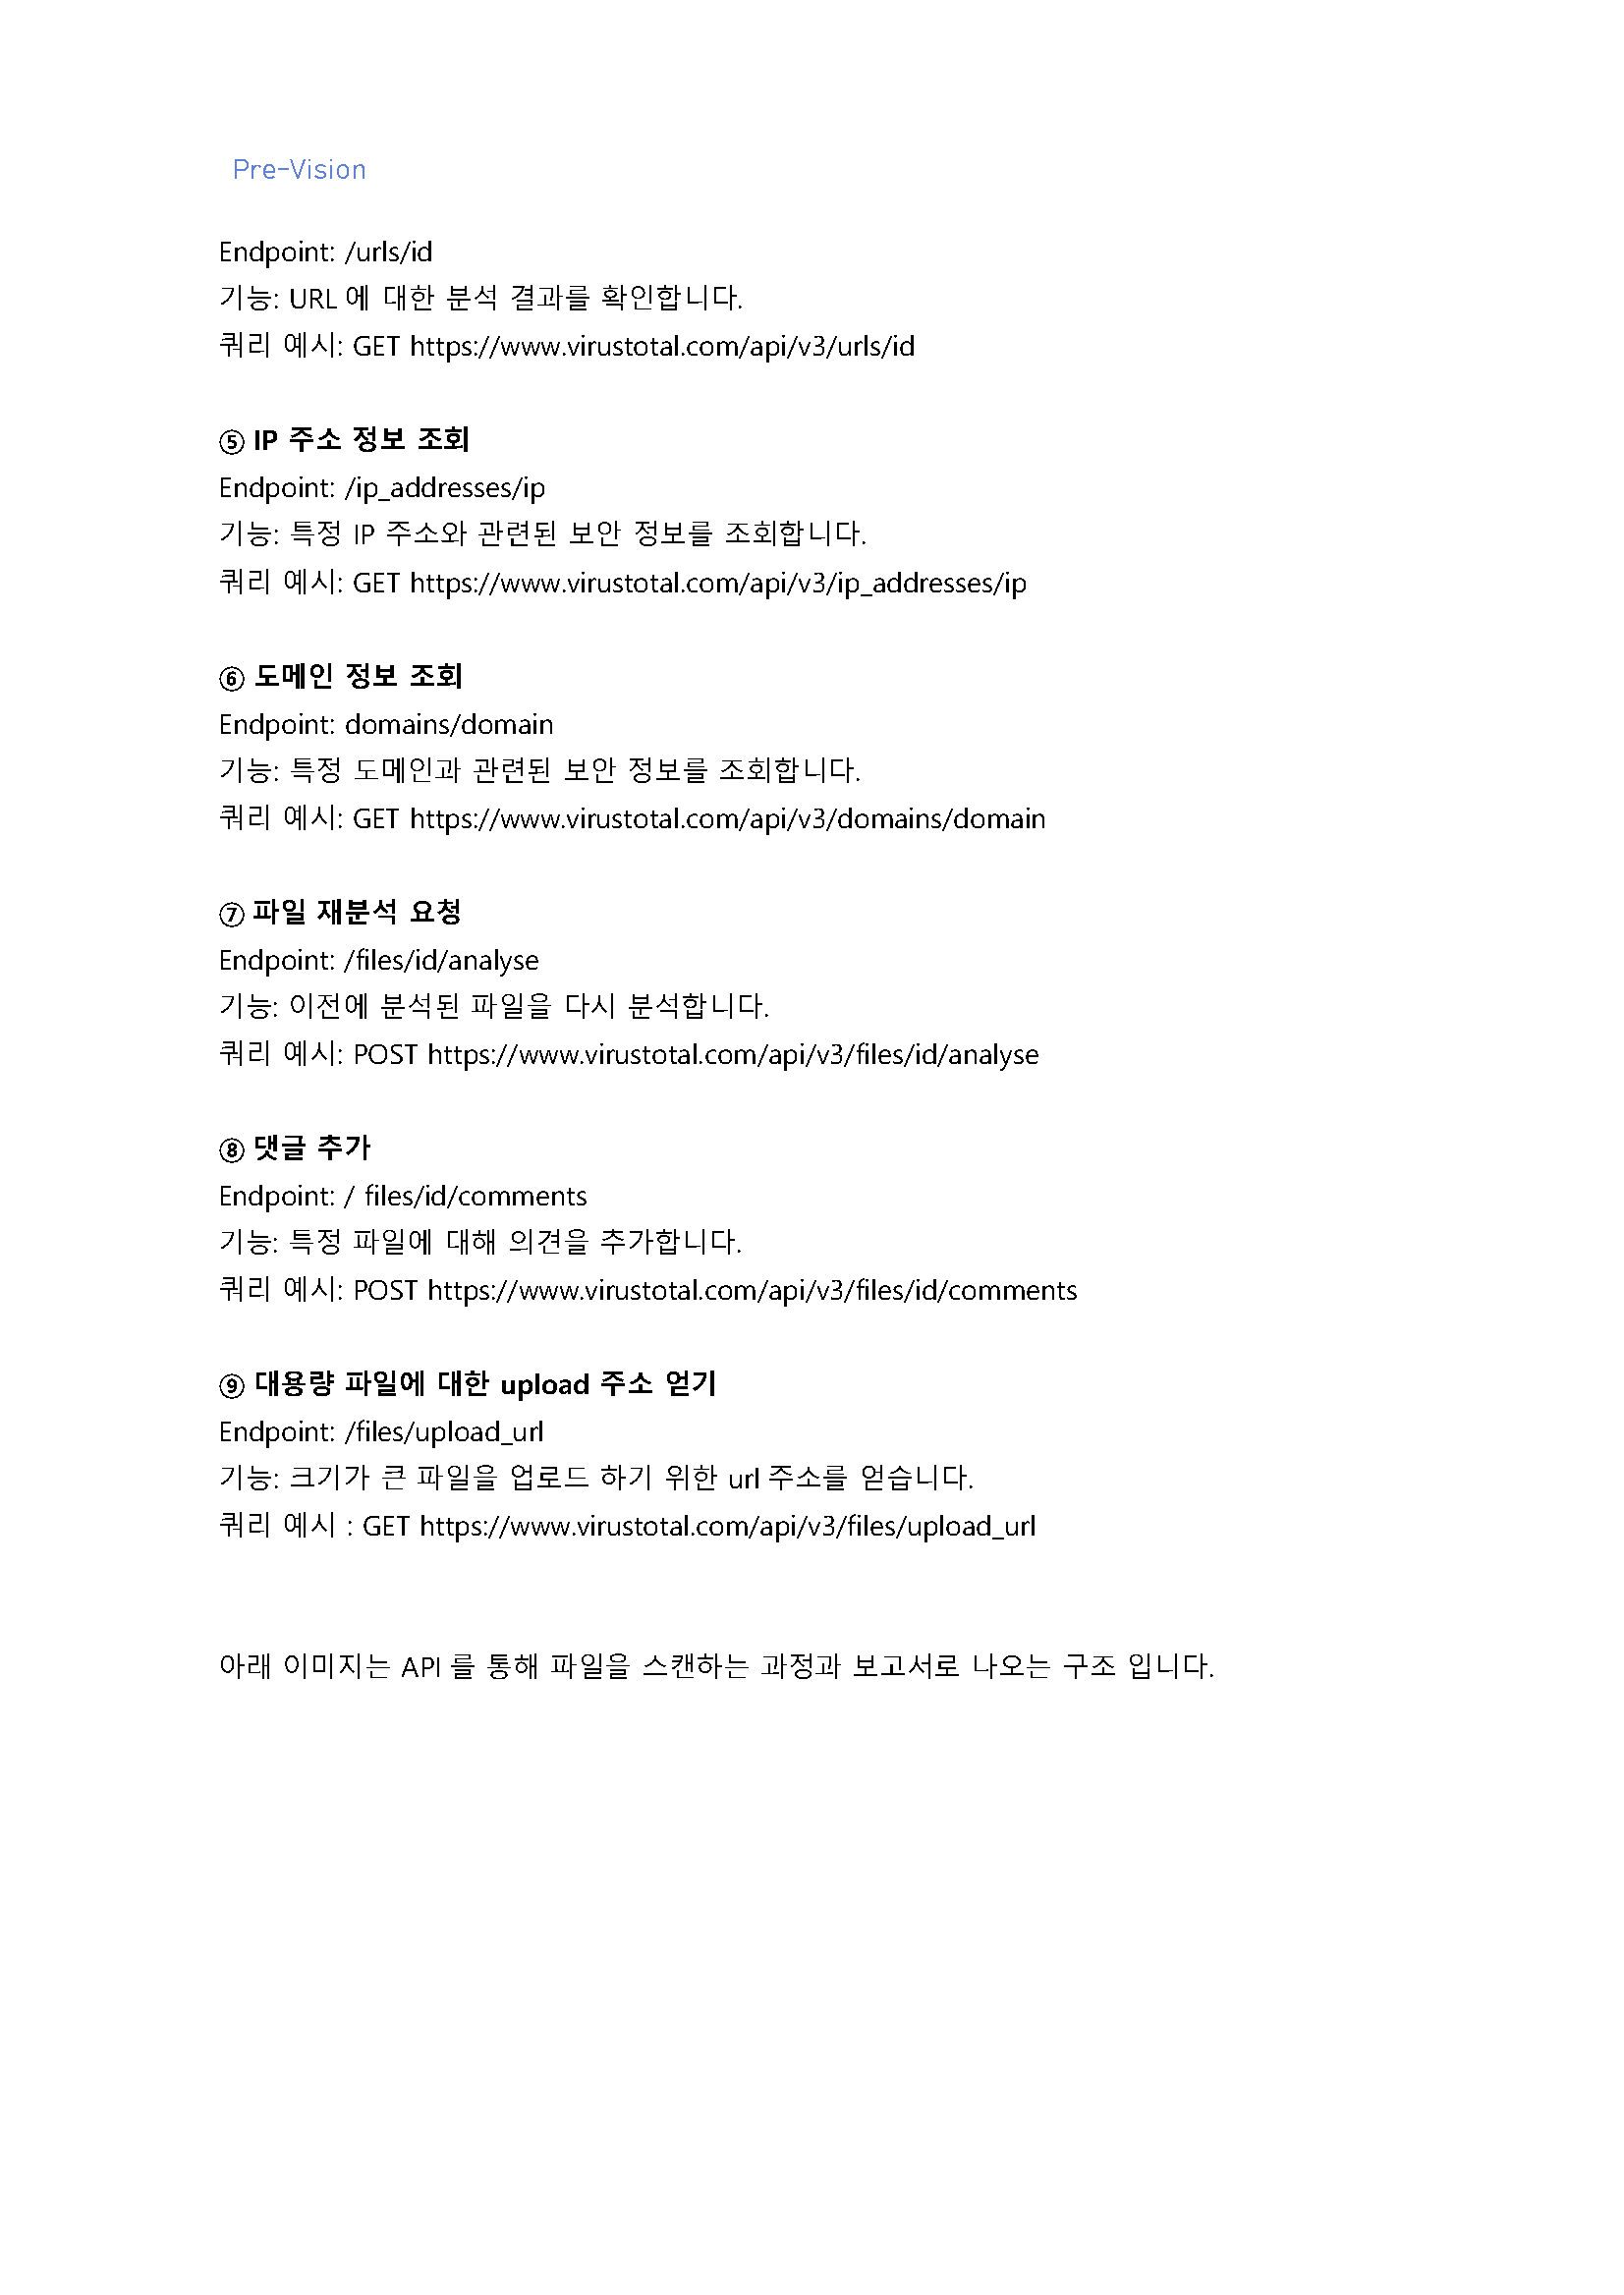 Pre-Vision
Endpoint: /urls/id
기능: URL 에 대한 분석 결과를 확인합니다.
쿼리 예시: GET https://www.virustotal.com/api/v3/urls/id
⑤ IP 주소 정보 조회
Endpoint: /ip_addresses/ip
기능: 특정 IP 주소와 관련된 보안 정보를 조회합니다.
쿼리 예시: GET https://www.virustotal.com/api/v3/ip_addresses/ip
⑥ 도메인 정보 조회
Endpoint: domains/domain
기능: 특정 도메인과 관련된 보안 정보를 조회합니다.
쿼리 예시: GET https://www.virustotal.com/api/v3/domains/domain
⑦ 파일 재분석 요청
Endpoint: /files/id/analyse
기능: 이전에 분석된 파일을 다시 분석합니다.
쿼리 예시: POST https://www.virustotal.com/api/v3/files/id/analyse
⑧ 댓글 추가
Endpoint: / files/id/comments
기능: 특정 파일에 대해 의견을 추가합니다.
쿼리 예시: POST https://www.virustotal.com/api/v3/files/id/comments
⑨ 대용량 파일에 대한 upload 주소 얻기
Endpoint: /files/upload_url
기능: 크기가 큰 파일을 업로드 하기 위한 url 주소를 얻습니다.
쿼리 예시 : GET https://www.virustotal.com/api/v3/files/upload_url
아래 이미지는 API 를 통해 파일을 스캔하는 과정과 보고서로 나오는 구조 입니다.